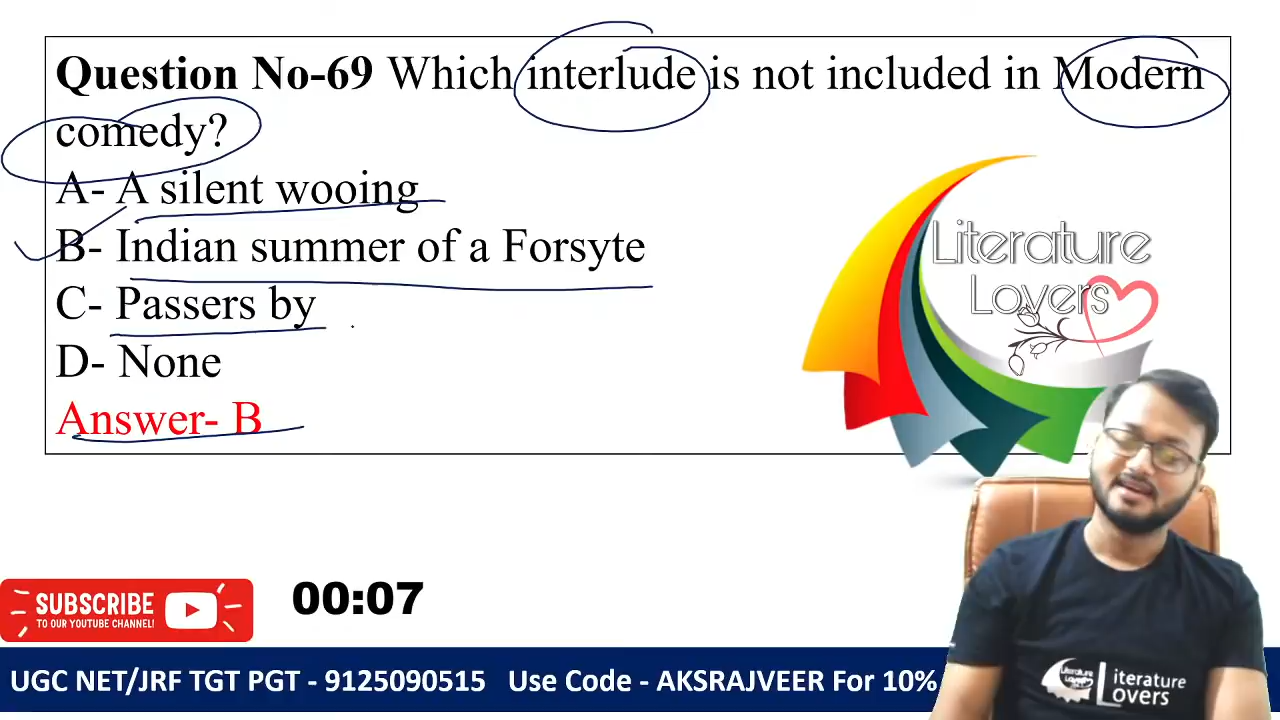 Question No-69 Which interlude is not included in Modern
comedy?
A- A silent wooing
B- Indian summer of a Forsyte
C- Passers by
D- None
Answer- B
Literature
Lovers
SUBSCRIBE
TO OUR YOUTUBE CHANNEL!
00:07
Literature
Lovers
UGC NET/JRF TGT PGT - 9125090515 Use Code - AKSRAJVEER For 10%